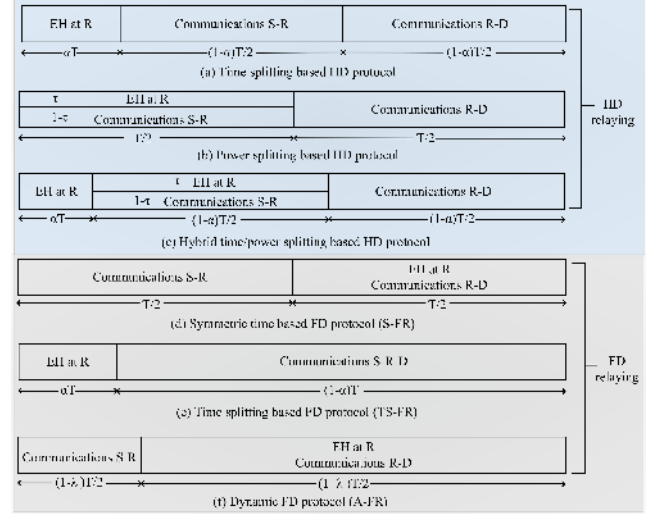 EH at R Communications S-R Communications R-D
αT (1-α)T/2 (1-α)T/2
(a) Time splitting based HD protocol
τ EH at R
1-τ Communications S-R Communications R-D
T/2 T/2
(b) Power splitting based HD protocol
HD
relaying
EH at R τ EH at R Communications R-D
1-τ Communications S-R
αT (1-α)T/2 (1-α)T/2
(c) Hybrid time/power splitting based HD protocol
Communications S-R EH at R
Communications R-D
T/2 T/2
(d) Symmetric time based FD protocol (S-FR)
EH at R Communications S-R-D
αT (1-α)T
(e) Time splitting based FD protocol (TS-FR)
FD
relaying
Communications S-R EH at R
Communications R-D
(1-λ)T/2 (1-λ)T/2
(f) Dynamic FD protocol (A-FR)